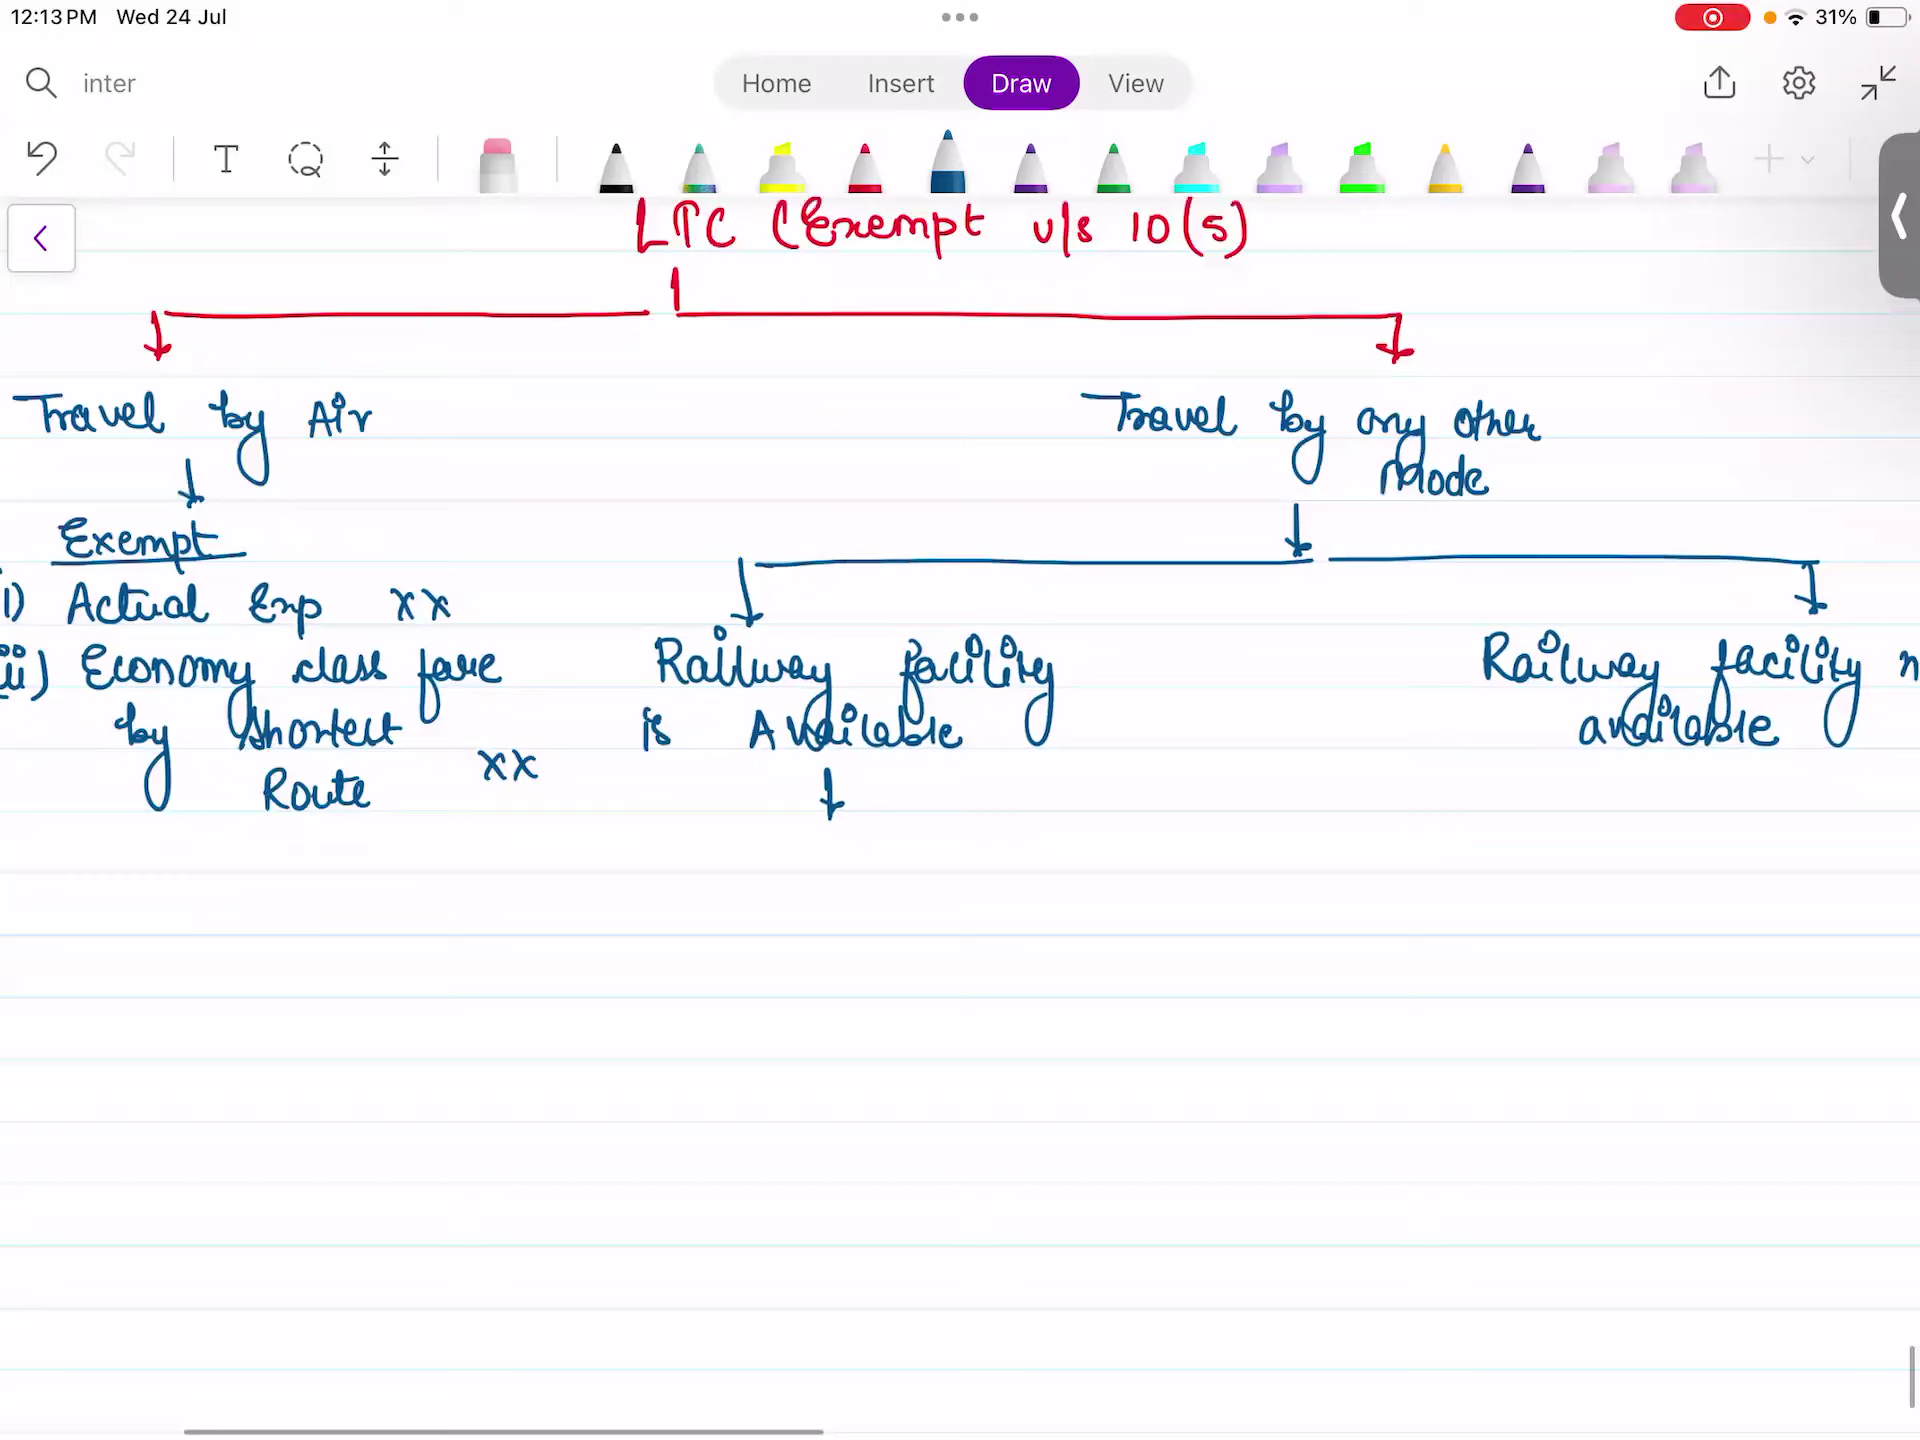 12:13 PM Wed 24 Jul
31%
inter
Home Insert Draw View
T
LTC (Exempt u/s 10(5)
Travel by Air
Travel by any other
Mode
Exempt
i) Actual Exp xx
ii) Economy class fare
by shortest
Route xx
Railway facility
is Available
Railway facility n
available